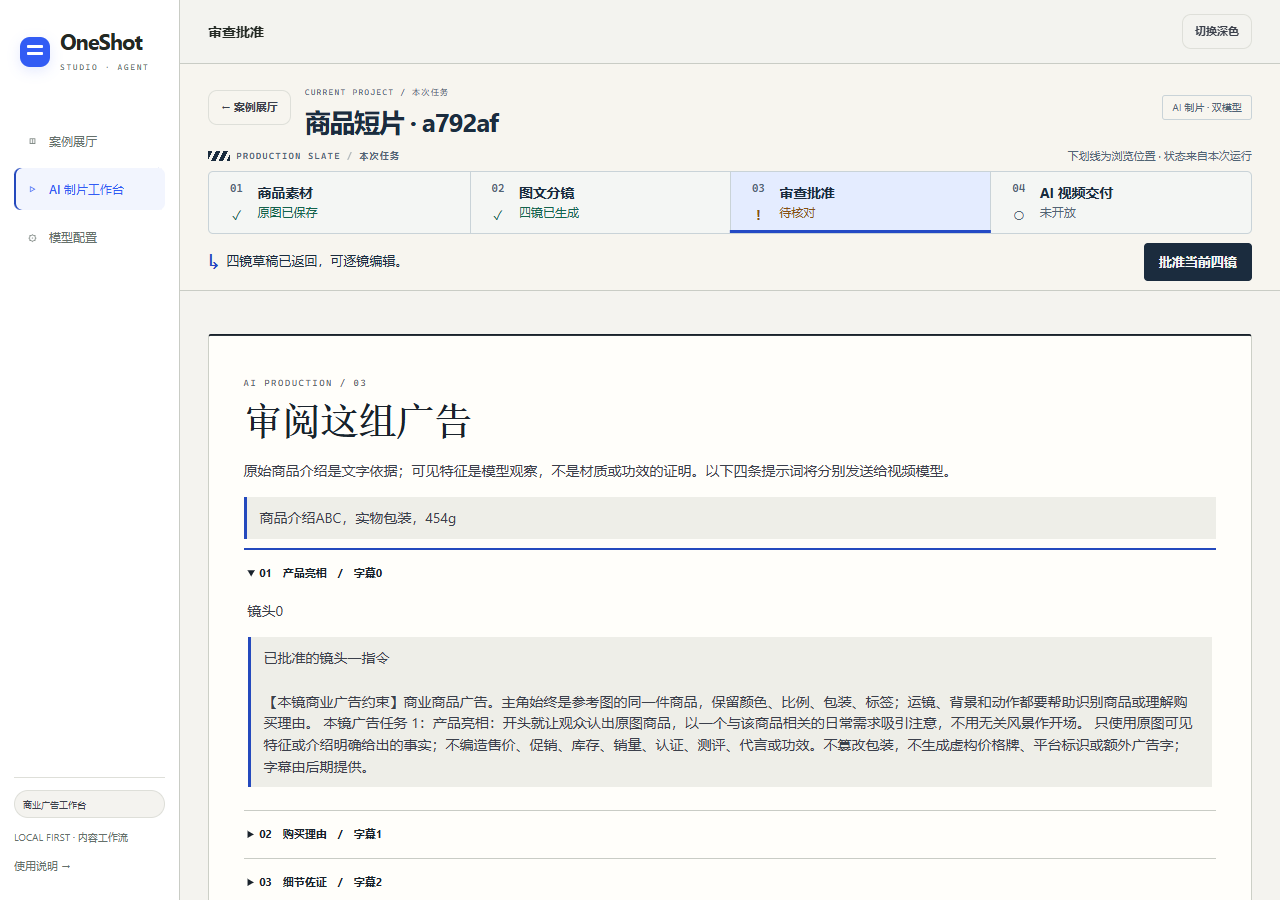 OneShot
STUDIO · AGENT
案例展厅
AI 制片工作台
模型配置
商业广告工作台
LOCAL FIRST · 内容工作流
使用说明 →
审查批准
切换深色
← 案例展厅
CURRENT PROJECT / 本次任务
商品短片 · a792af
AI 制片 · 双模型
PRODUCTION SLATE / 本次任务
下划线为浏览位置 · 状态来自本次运行
01 商品素材
✓ 原图已保存
02 图文分镜
✓ 四镜已生成
03 审查批准
! 待核对
04 AI 视频交付
○ 未开放
↳ 四镜草稿已返回，可逐镜编辑。
批准当前四镜
AI PRODUCTION / 03
审阅这组广告
原始商品介绍是文字依据；可见特征是模型观察，不是材质或功效的证明。以下四条提示词将分别发送给视频模型。
商品介绍ABC，实物包装，454g
▼ 01 产品亮相 / 字幕0
镜头0
已批准的镜头一指令
【本镜商业广告约束】商业商品广告。主角始终是参考图的同一件商品，保留颜色、比例、包装、标签；运镜、背景和动作都要帮助识别商品或理解购
买理由。 本镜广告任务 1：产品亮相：开头就让观众认出原图商品，以一个与该商品相关的日常需求吸引注意，不用无关风景作开场。 只使用原图可见
特征或介绍明确给出的事实；不编造售价、促销、库存、销量、认证、测评、代言或功效。不篡改包装，不生成虚构价格牌、平台标识或额外广告字；
字幕由后期提供。
▶ 02 购买理由 / 字幕1
▶ 03 细节佐证 / 字幕2